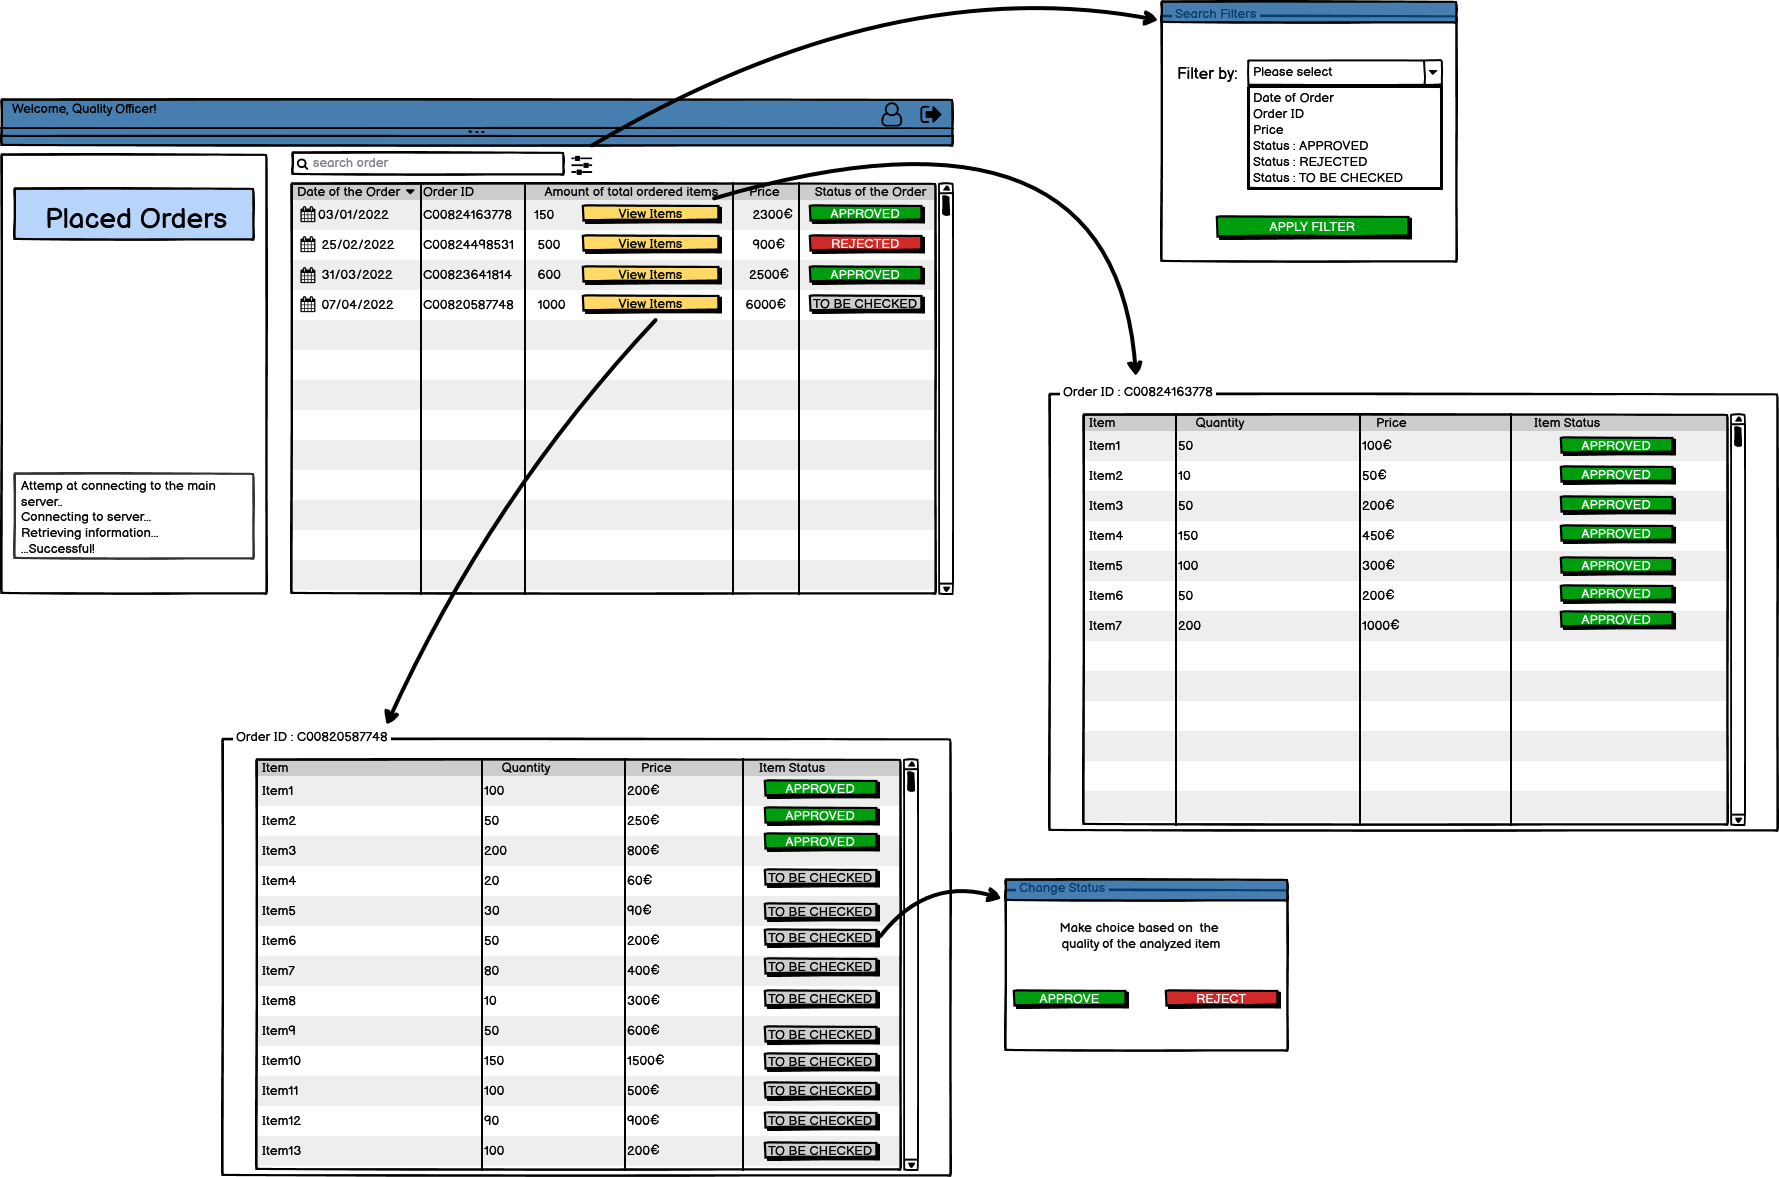 Search Filters
Filter by:
Please select
Date of Order
Order ID
Price
Status : APPROVED
Status : REJECTED
Status : TO BE CHECKED
APPLY FILTER
Welcome, Quality Officer!
Placed Orders
Attemp at connecting to the main
server..
Connecting to server...
Retrieving information...
...Successful!
search order
Date of the Order Order ID Amount of total ordered items Price Status of the Order
03/01/2022 C00824163778 150 View Items 2300€ APPROVED
25/02/2022 C00824498531 500 View Items 900€ REJECTED
31/03/2022 C00823641814 600 View Items 2500€ APPROVED
07/04/2022 C00820587748 1000 View Items 6000€ TO BE CHECKED
Order ID : C00824163778
Item Quantity Price Item Status
Item1 50 100€ APPROVED
Item2 10 50€ APPROVED
Item3 50 200€ APPROVED
Item4 150 450€ APPROVED
Item5 100 300€ APPROVED
Item6 50 200€ APPROVED
Item7 200 1000€ APPROVED
Order ID : C00820587748
Item Quantity Price Item Status
Item1 100 200€ APPROVED
Item2 50 250€ APPROVED
Item3 200 800€ APPROVED
Item4 20 60€ TO BE CHECKED
Item5 30 90€ TO BE CHECKED
Item6 50 200€ TO BE CHECKED
Item7 80 400€ TO BE CHECKED
Item8 10 300€ TO BE CHECKED
Item9 50 600€ TO BE CHECKED
Item10 150 1500€ TO BE CHECKED
Item11 100 500€ TO BE CHECKED
Item12 90 900€ TO BE CHECKED
Item13 100 200€ TO BE CHECKED
Change Status
Make choice based on the
quality of the analyzed item
APPROVE REJECT